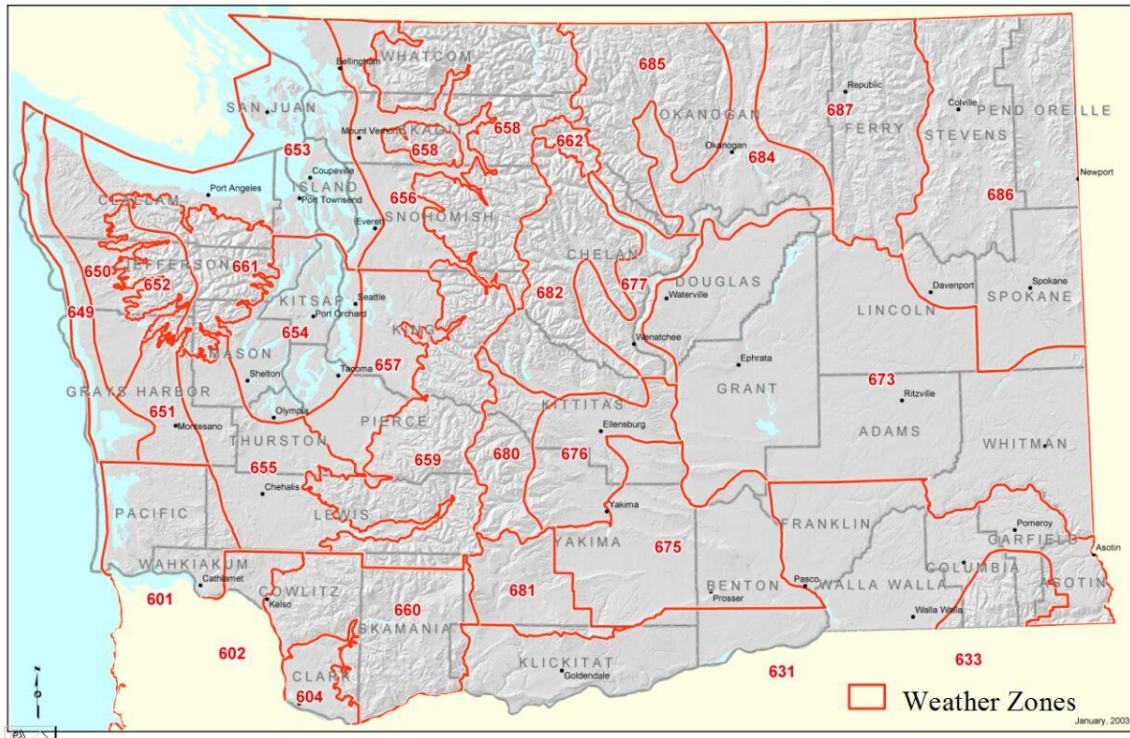 WHATCOM
685
Bellingham
Republic
OKANOGAN
687
Colville
PEND OREILLE
SAN JUAN
FERRY
STEVENS
Mount Vernon
SKAGIT
658
662
658
Okanogan
684
653
Coupeville
Newport
ISLAND
Port Townsend
656
686
Port Angeles
CLALLAM
SNOHOMISH
Everett
CHELAN
650
JEFFERSON
661
652
677
DOUGLAS
682
Waterville
Davenport
Spokane
649
KITSAP
Seattle
LINCOLN
SPOKANE
654
Port Orchard
KING
Wenatchee
MASON
657
Ephrata
Shelton
Tacoma
673
GRAYS HARBOR
GRANT
Ritzville
651
KITTITAS
Montesano
Olympia
PIERCE
Ellensburg
ADAMS
THURSTON
WHITMAN
655
659
680
676
Chehalis
PACIFIC
LEWIS
Yakima
FRANKLIN
Pomeroy
YAKIMA
675
GARFIELD
WAHKIAKUM
Asotin
Cathlamet
COLUMBIA
601
COWLITZ
BENTON
Pasco
WALLA WALLA
ASOTIN
Kelso
660
681
Prosser
Walla Walla
SKAMANIA
602
KLICKITAT
631
633
CLARK
Goldendale
604
Weather Zones
January, 2003